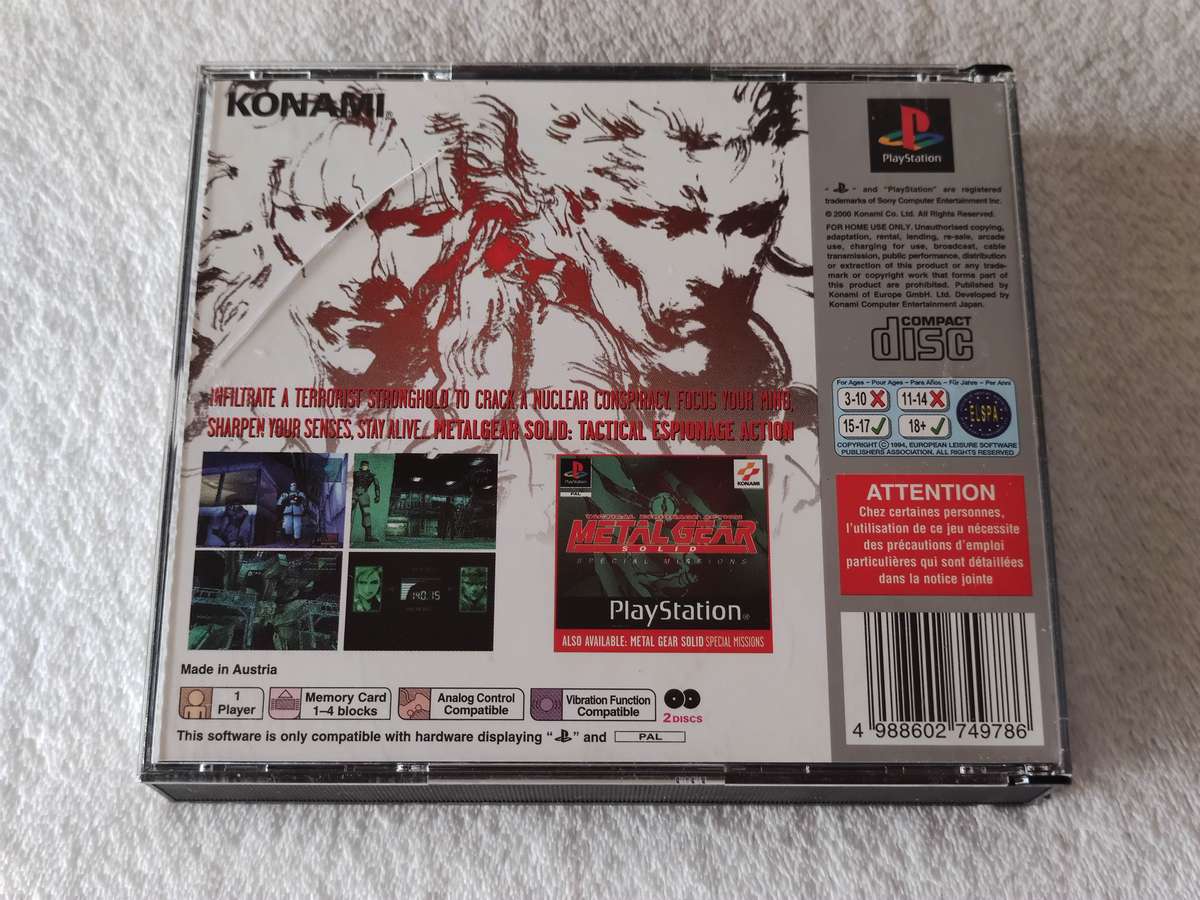 KONAMI
INFILTRATE A TERRORIST STRONGHOLD TO CRACK A NUCLEAR CONSPIRACY. FOCUS YOUR MIND,
SHARPEN YOUR SENSES, STAY ALIVE... METAL GEAR SOLID: TACTICAL ESPIONAGE ACTION
140.15
PlayStation
PAL
KONAMI
TACTICAL ESPIONAGE ACTION
METAL GEAR
SOLID
SPECIAL MISSIONS
PlayStation
ALSO AVAILABLE: METAL GEAR SOLID SPECIAL MISSIONS
Made in Austria
1
Player
Memory Card
1–4 blocks
Analog Control
Compatible
Vibration Function
Compatible
2 DISCS
This software is only compatible with hardware displaying “ ” and PAL
PlayStation
“ ” and “PlayStation” are registered
trademarks of Sony Computer Entertainment Inc.
© 2000 Konami Co. Ltd. All Rights Reserved.
FOR HOME USE ONLY. Unauthorised copying,
adaptation, rental, lending, re-sale, arcade
use, charging for use, broadcast, cable
transmission, public performance, distribution
or extraction of this product or any trade-
mark or copyright work that forms part of
this product are prohibited. Published by
Konami of Europe GmbH. Ltd. Developed by
Konami Computer Entertainment Japan.
COMPACT
disc
For Ages – Pour Ages – Para Años – Für Jahre – Per Anni
3-10 11-14
15-17 18+
ELSPA
COPYRIGHT © 1994, EUROPEAN LEISURE SOFTWARE
PUBLISHERS ASSOCIATION, ALL RIGHTS RESERVED
ATTENTION
Chez certaines personnes,
l'utilisation de ce jeu nécessite
des précautions d'emploi
particulières qui sont détaillées
dans la notice jointe
4 988602 749786